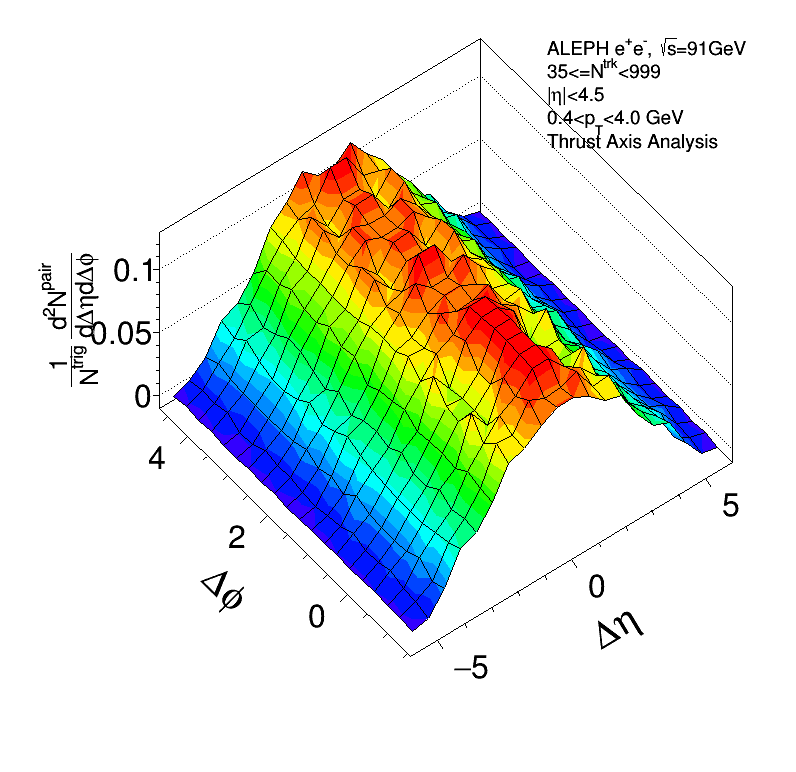 ALEPH e⁺e⁻, √s=91GeV
35<=Nᵗʳᵏ<999
|η|<4.5
0.4<p_T<4.0 GeV
Thrust Axis Analysis
1/N^trig d²N^pair/dΔηdΔφ
0.1
0.05
0
4
2
0
Δφ
−5
0
5
Δη